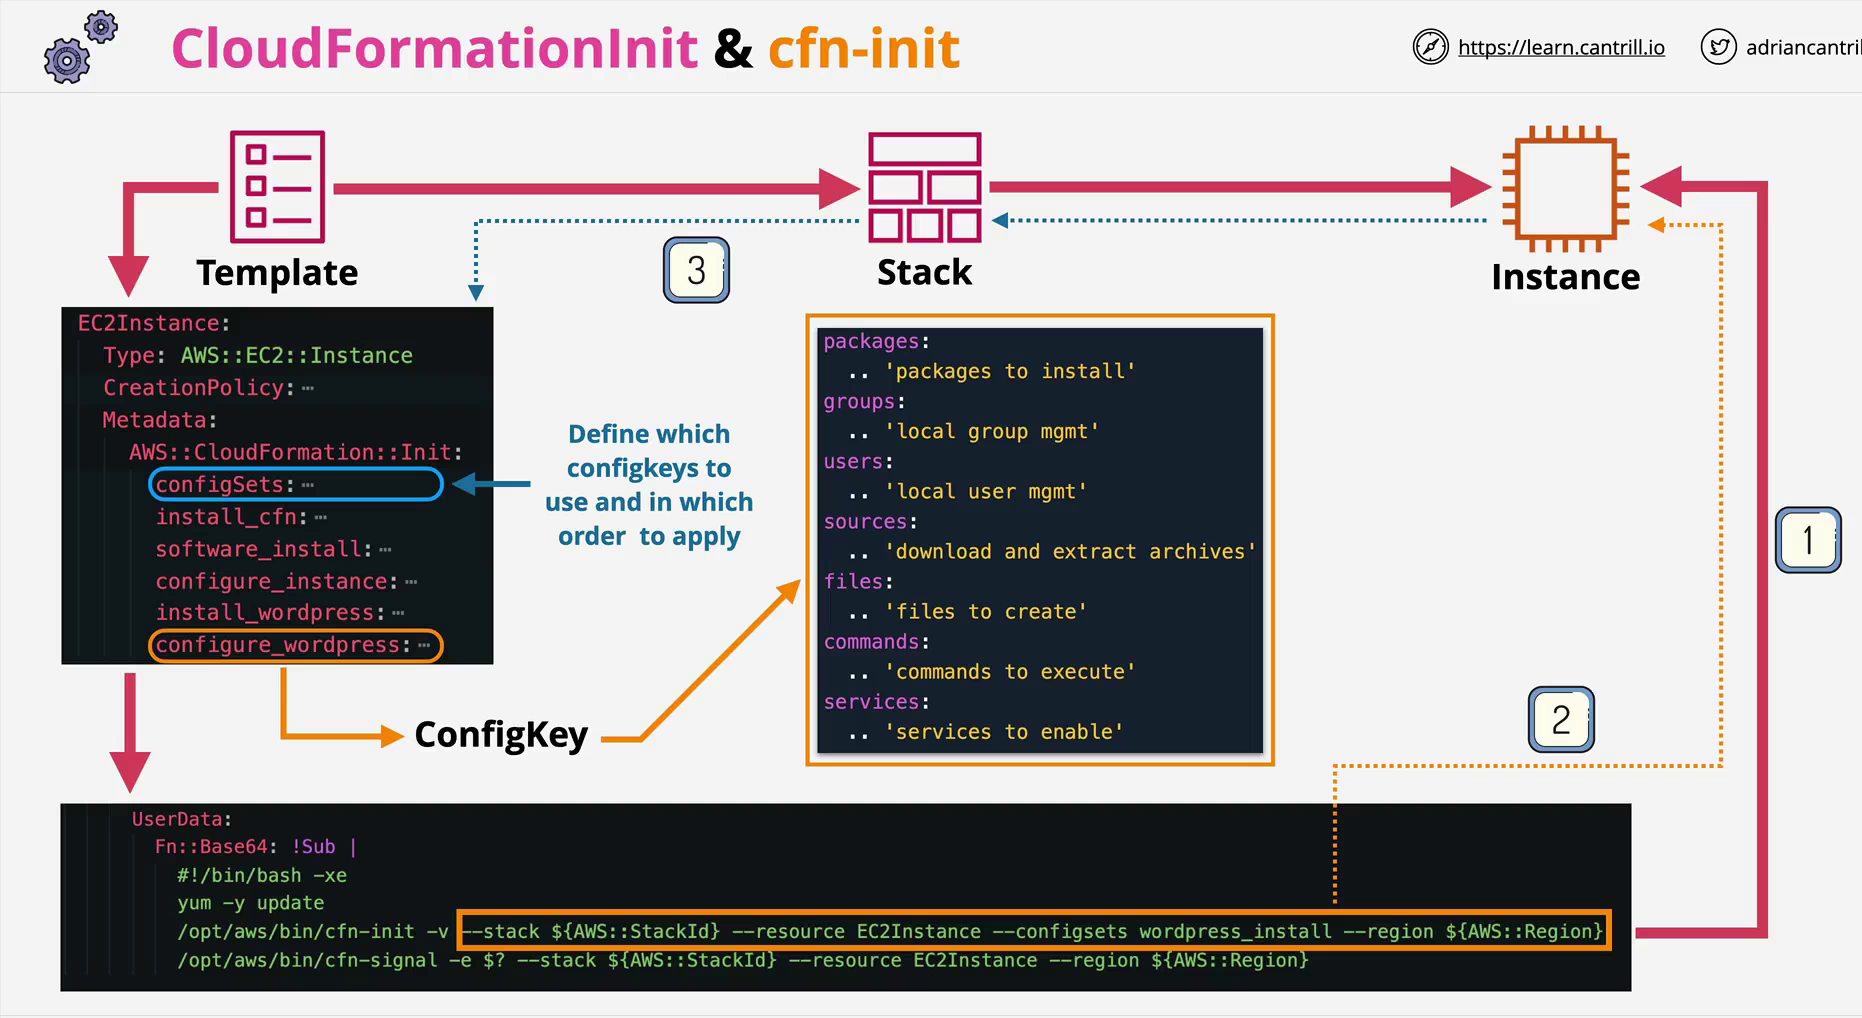 CloudFormationInit & cfn-init
https://learn.cantrill.io
adriancantril
Template
Stack
Instance
3
EC2Instance:
Type: AWS::EC2::Instance
CreationPolicy: ⋯
Metadata:
AWS::CloudFormation::Init:
configSets: ⋯
install_cfn: ⋯
software_install: ⋯
configure_instance: ⋯
install_wordpress: ⋯
configure_wordpress: ⋯
Define which
configkeys to
use and in which
order to apply
packages:
.. 'packages to install'
groups:
.. 'local group mgmt'
users:
.. 'local user mgmt'
sources:
.. 'download and extract archives'
files:
.. 'files to create'
commands:
.. 'commands to execute'
services:
.. 'services to enable'
1
2
ConfigKey
UserData:
Fn::Base64: !Sub |
#!/bin/bash -xe
yum -y update
/opt/aws/bin/cfn-init -v --stack ${AWS::StackId} --resource EC2Instance --configsets wordpress_install --region ${AWS::Region}
/opt/aws/bin/cfn-signal -e $? --stack ${AWS::StackId} --resource EC2Instance --region ${AWS::Region}